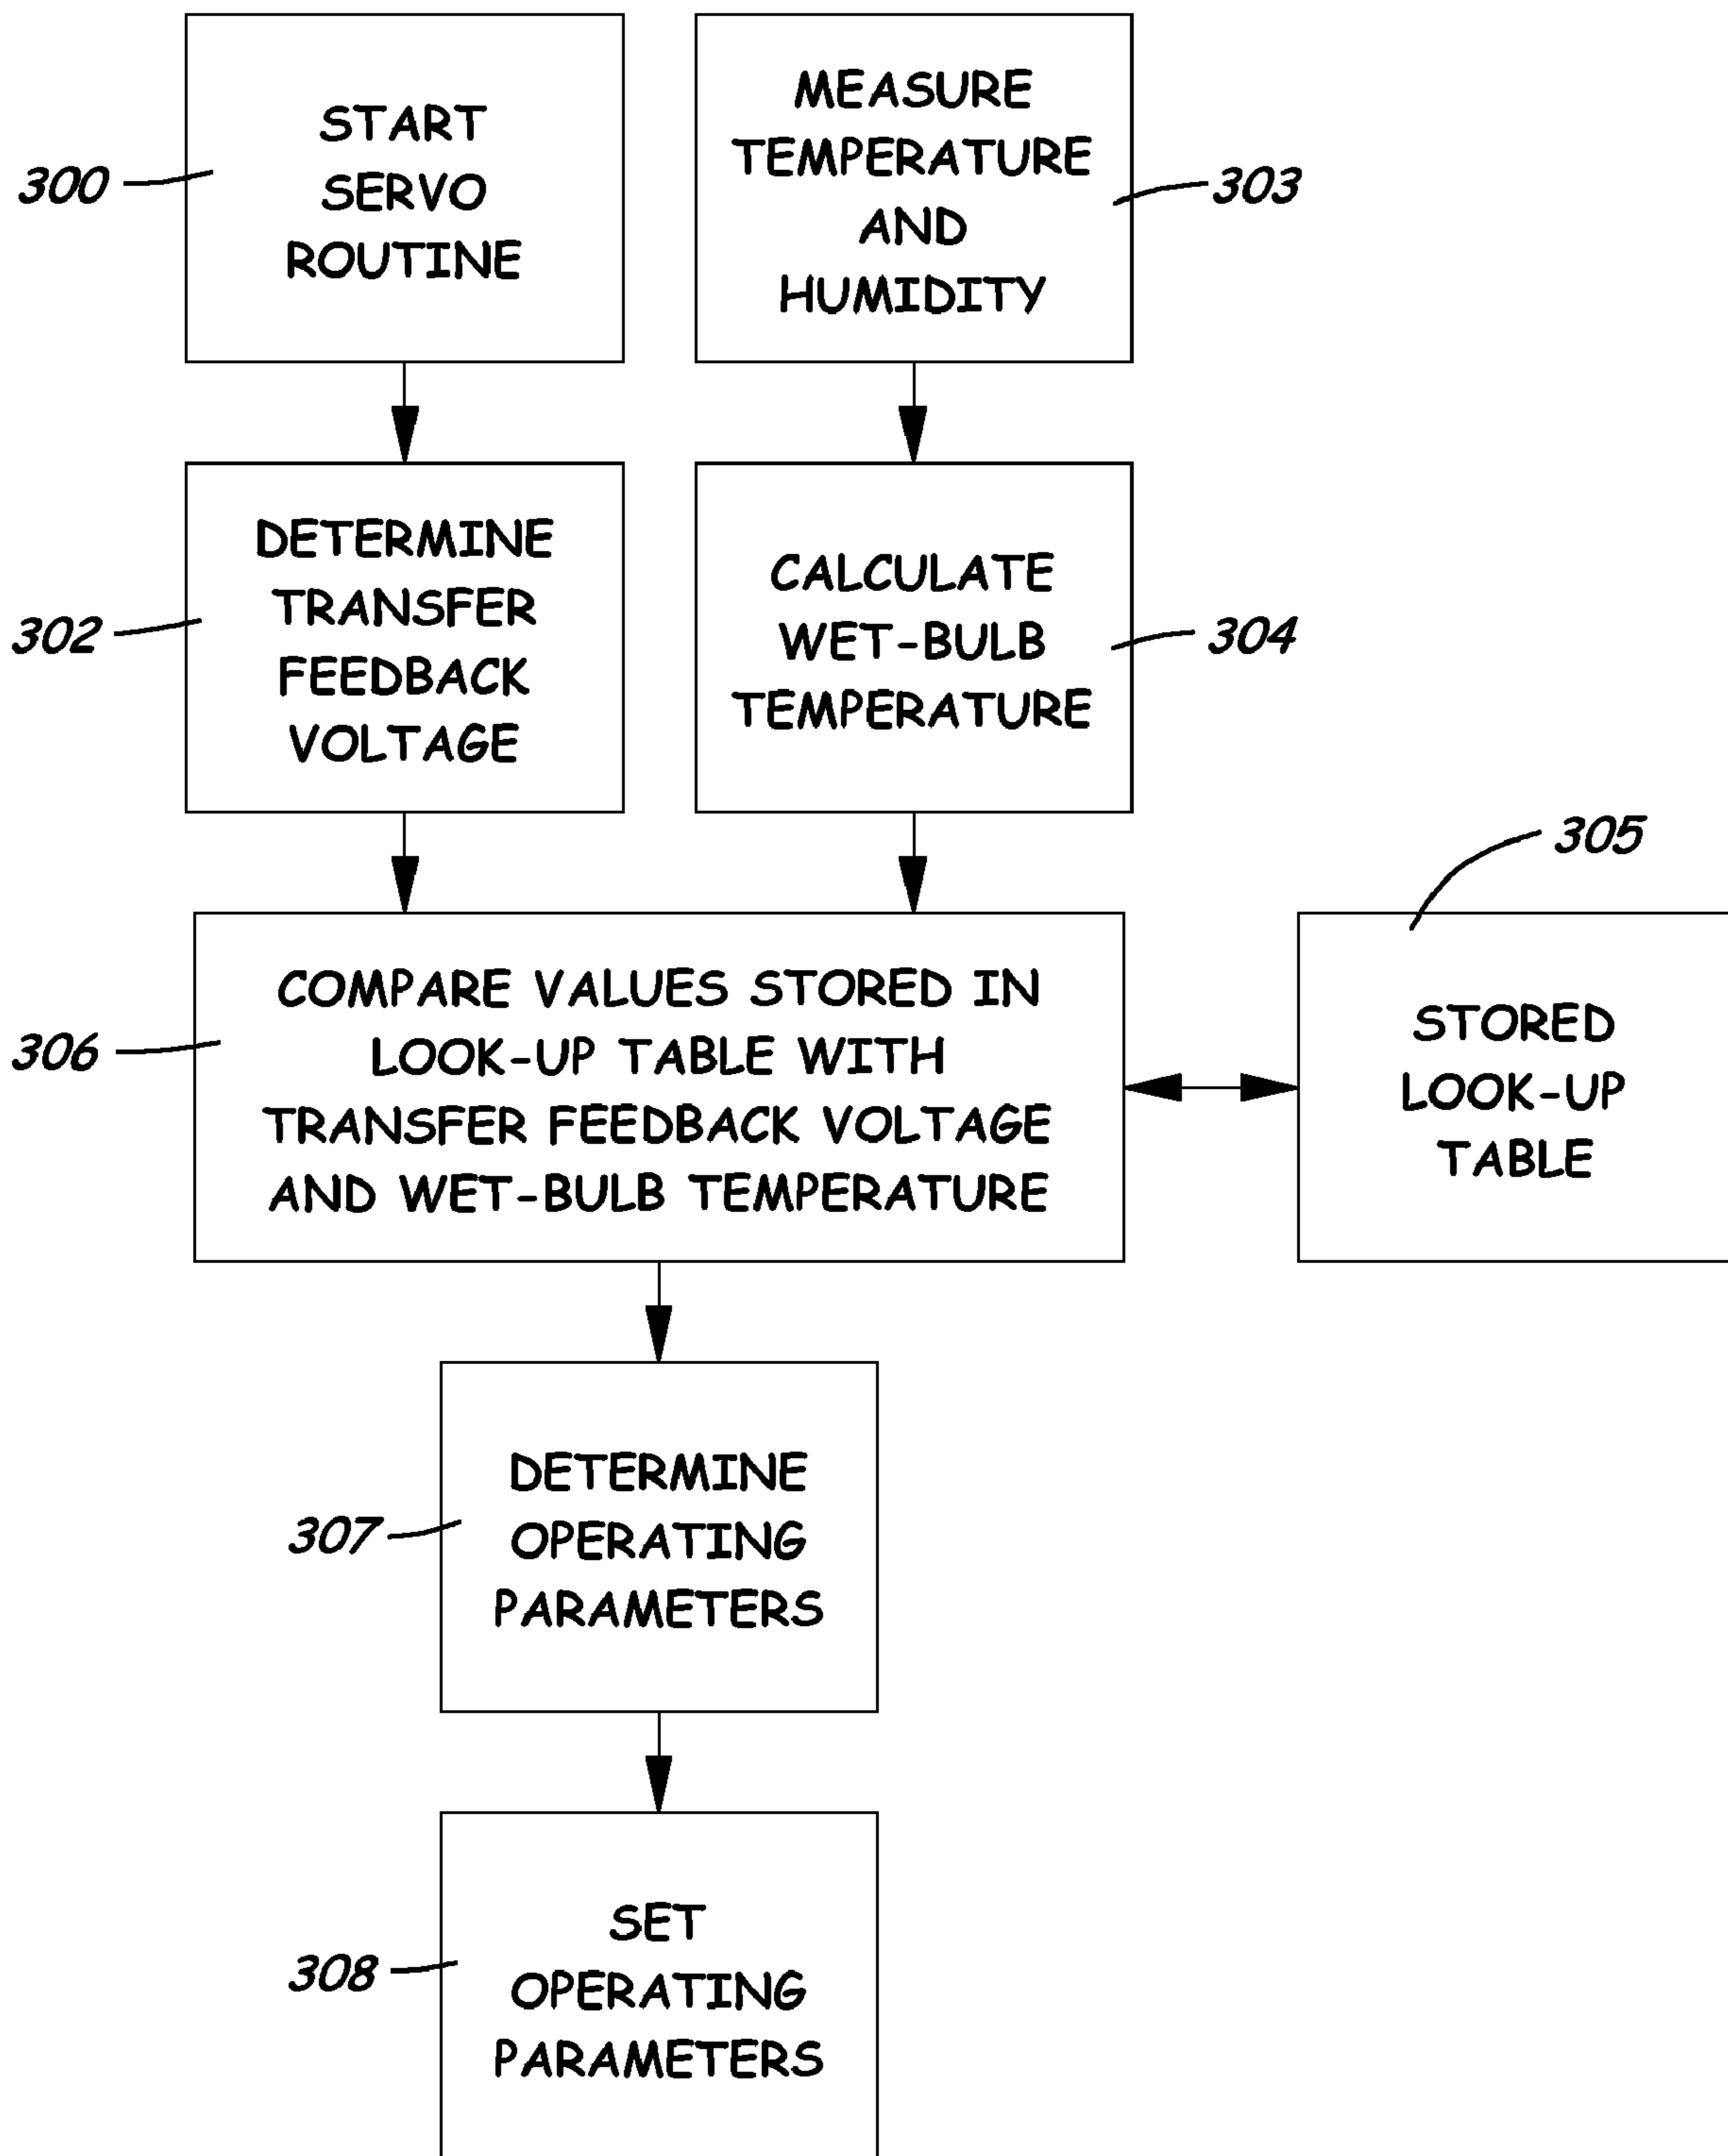 START
SERVO
ROUTINE
300
MEASURE
TEMPERATURE
AND
HUMIDITY
303
DETERMINE
TRANSFER
FEEDBACK
VOLTAGE
302
CALCULATE
WET-BULB
TEMPERATURE
304
305
COMPARE VALUES STORED IN
LOOK-UP TABLE WITH
TRANSFER FEEDBACK VOLTAGE
AND WET-BULB TEMPERATURE
306
STORED
LOOK-UP
TABLE
DETERMINE
OPERATING
PARAMETERS
307
SET
OPERATING
PARAMETERS
308